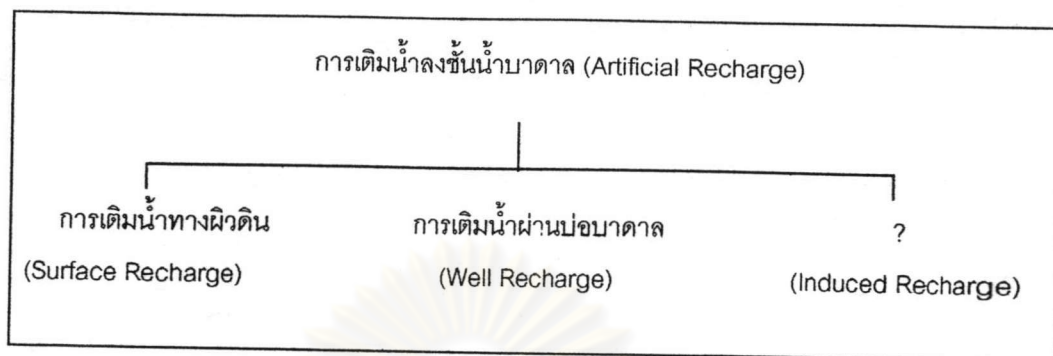 การเติมน้ำลงชั้นน้ำบาดาล (Artificial Recharge)
การเติมน้ำทางผิวดิน
(Surface Recharge)
การเติมน้ำผ่านบ่อบาดาล
(Well Recharge)
?
(Induced Recharge)